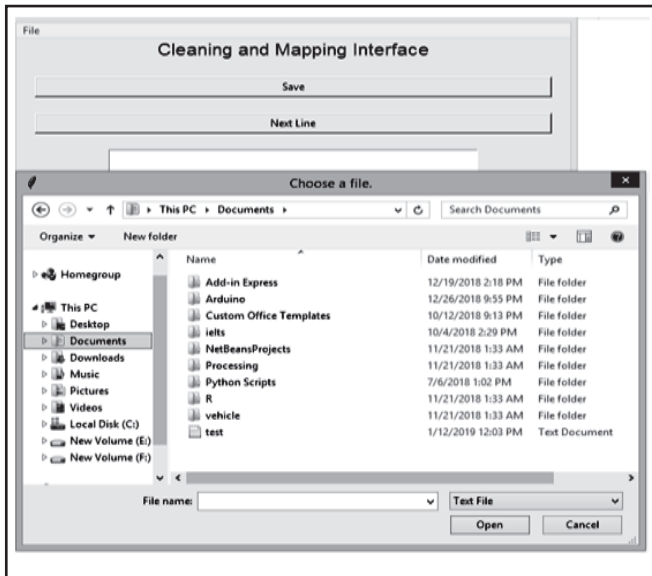 File
Cleaning and Mapping Interface
Save
Next Line
Choose a file.
This PC Documents
Search Documents
Organize
New folder
Name Date modified Type
Homegroup
This PC
Desktop
Documents
Downloads
Music
Pictures
Videos
Local Disk (C:)
New Volume (E:)
New Volume (F:)
Add-in Express 12/19/2018 2:18 PM File folder
Arduino 12/26/2018 9:55 PM File folder
Custom Office Templates 10/12/2018 9:13 PM File folder
ielts 10/4/2018 2:29 PM File folder
NetBeansProjects 11/21/2018 1:33 AM File folder
Processing 11/21/2018 1:33 AM File folder
Python Scripts 7/6/2018 1:02 PM File folder
R 11/21/2018 1:33 AM File folder
vehicle 11/21/2018 1:33 AM File folder
test 1/12/2019 12:03 PM Text Document
File name:
Text File
Open
Cancel